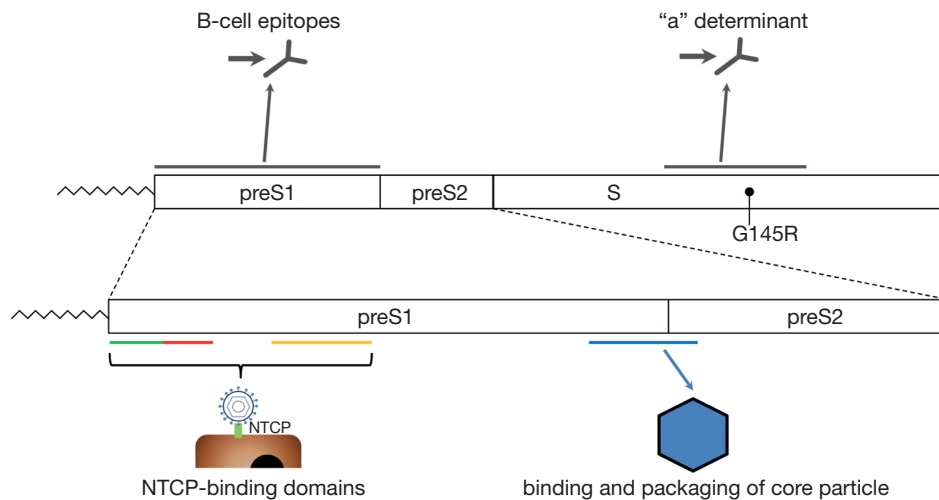 B-cell epitopes
“a” determinant
preS1
preS2
S
G145R
preS1
preS2
NTCP
NTCP-binding domains
binding and packaging of core particle